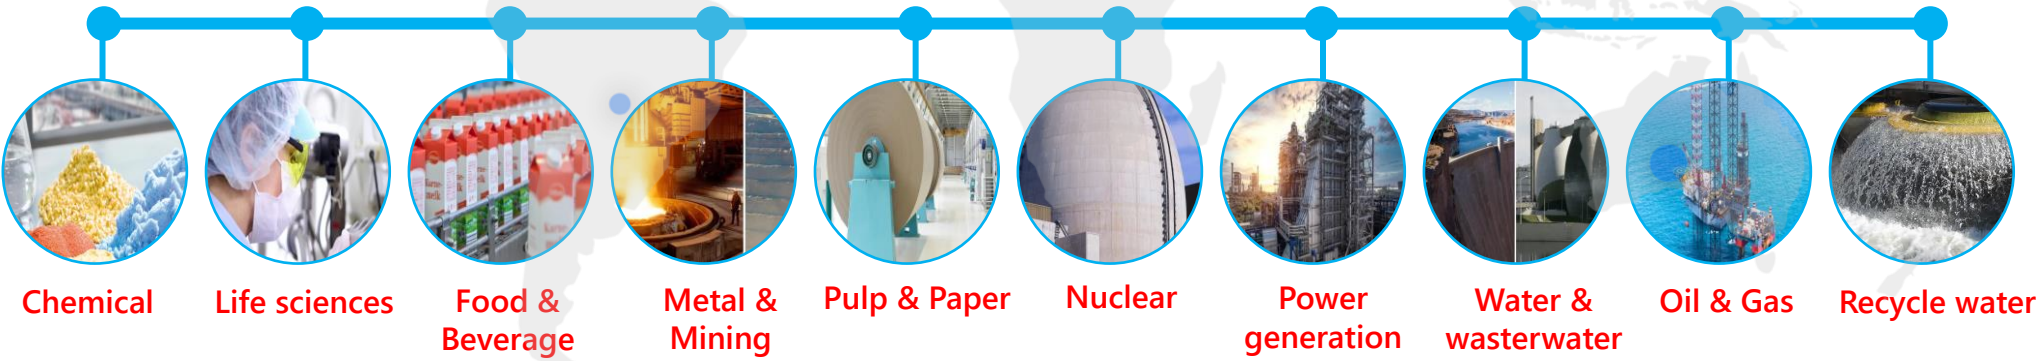 Chemical
Life sciences
Food &
Beverage
Metal &
Mining
Pulp & Paper
Nuclear
Power
generation
Water &
wasterwater
Oil & Gas
Recycle water